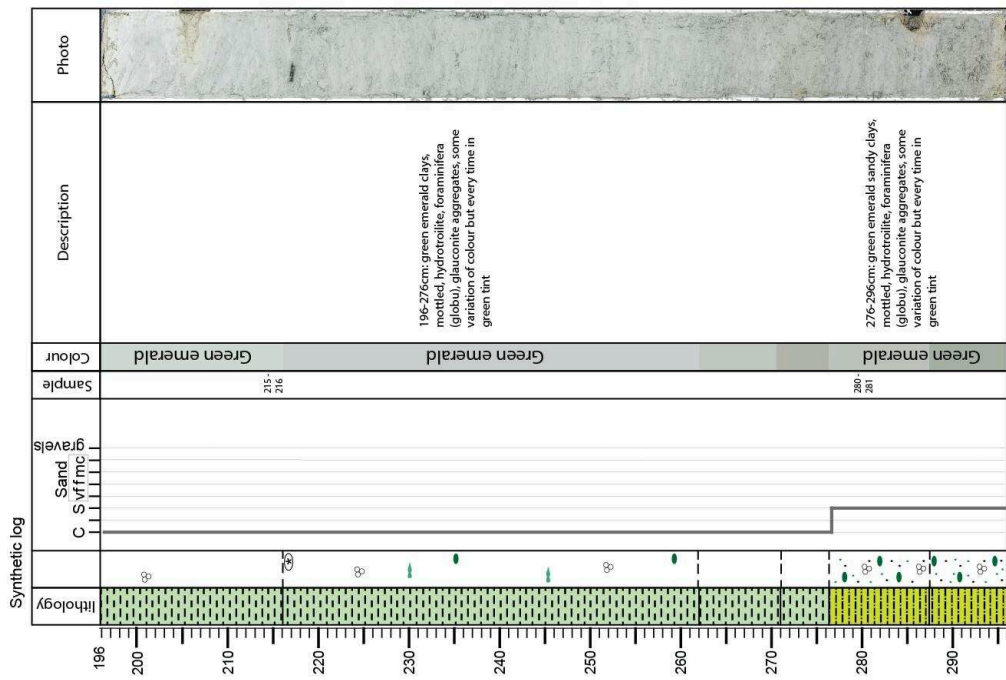 Synthetic log
lithology
C
S
vf
f
m
c
Sand
gravels
Sample
Colour
Description
Photo
196
200
210
220
230
240
250
260
270
280
290
*
215 -
216
280-
281
Green emerald
Green emerald
Green emerald
Green
196-276cm: green emerald clays,
mottled, hydrotroilite, foraminifera
(globu), glauconite aggregates, some
variation of colour but every time in
green tint
276-296cm: green emerald sandy clays,
mottled, hydrotroilite, foraminifera
(globu), glauconite aggregates, some
variation of colour but every time in
green tint